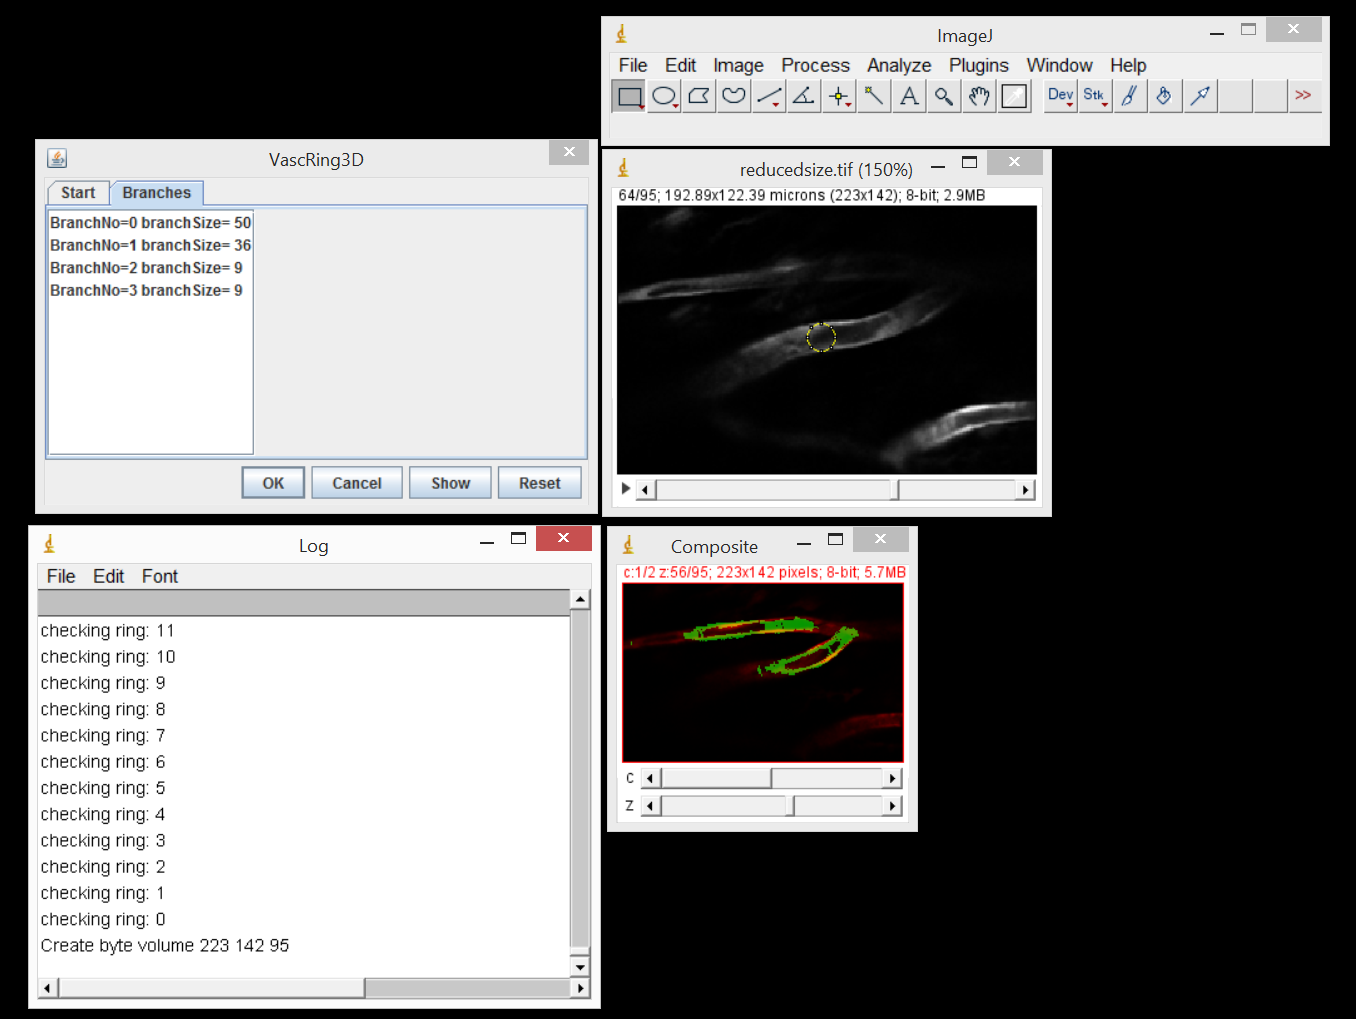 ImageJ
File Edit Image Process Analyze Plugins Window Help
A Dev Stk >>
VascRing3D
Start Branches
BranchNo=0 branchSize= 50
BranchNo=1 branchSize= 36
BranchNo=2 branchSize= 9
BranchNo=3 branchSize= 9
OK Cancel Show Reset
reducedsize.tif (150%)
64/95; 192.89x122.39 microns (223x142); 8-bit; 2.9MB
Log
File Edit Font
checking ring: 11
checking ring: 10
checking ring: 9
checking ring: 8
checking ring: 7
checking ring: 6
checking ring: 5
checking ring: 4
checking ring: 3
checking ring: 2
checking ring: 1
checking ring: 0
Create byte volume 223 142 95
Composite
c:1/2 z:56/95; 223x142 pixels; 8-bit; 5.7MB
c
z